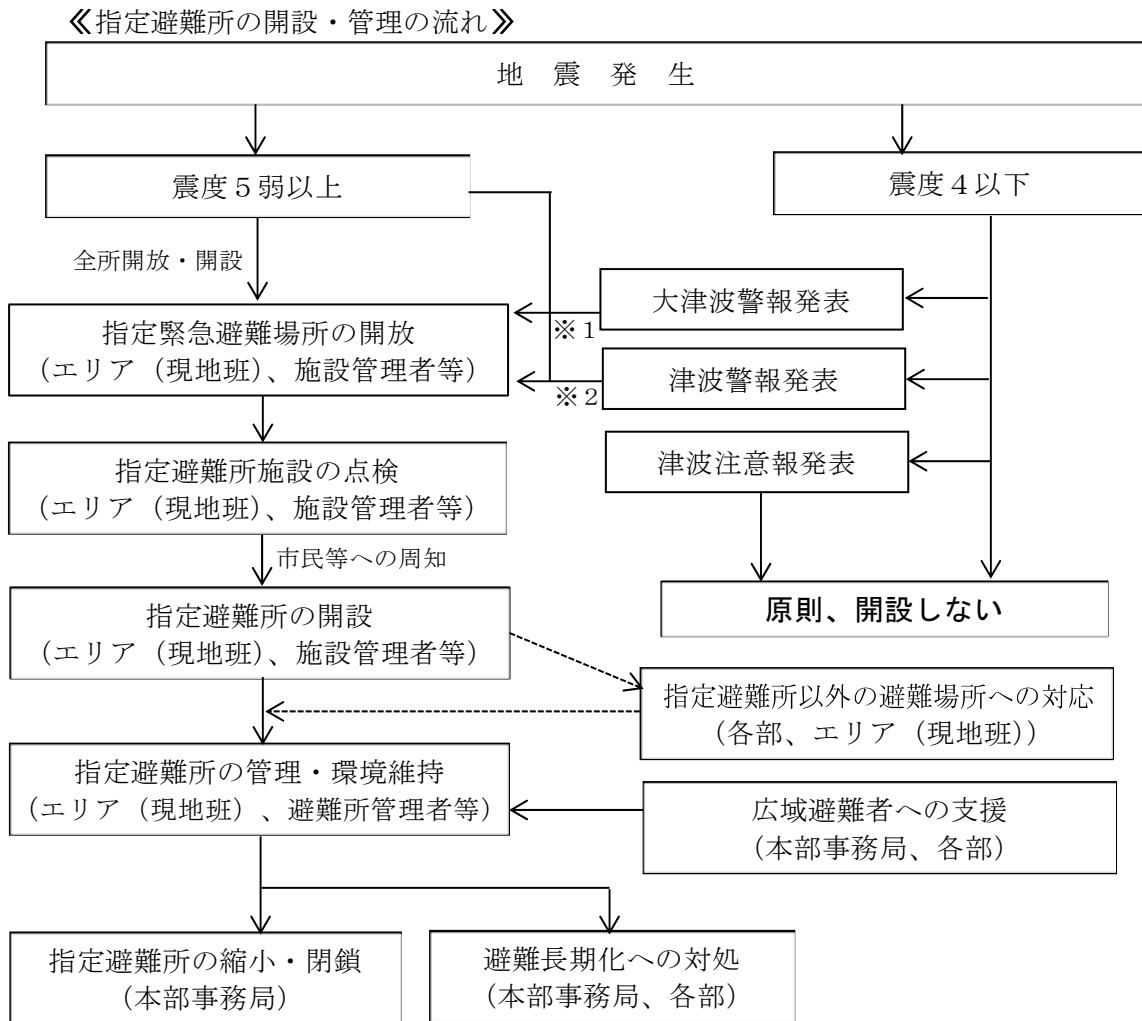 ≪指定避難所の開設・管理の流れ≫
地 震 発 生
震度５弱以上
震度４以下
全所開放・開設
大津波警報発表
※１
指定緊急避難場所の開放
（エリア（現地班）、施設管理者等）
津波警報発表
※２
津波注意報発表
指定避難所施設の点検
（エリア（現地班）、施設管理者等）
市民等への周知
原則、開設しない
指定避難所の開設
（エリア（現地班）、施設管理者等）
指定避難所以外の避難場所への対応
（各部、エリア（現地班））
指定避難所の管理・環境維持
（エリア（現地班）、避難所管理者等）
広域避難者への支援
（本部事務局、各部）
指定避難所の縮小・閉鎖
（本部事務局）
避難長期化への対処
（本部事務局、各部）